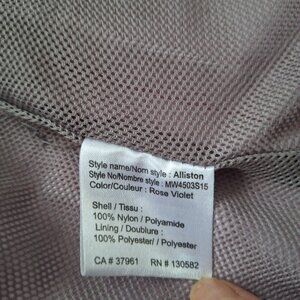 Style name/Nom style : Alliston
Style No/Nombre style : MW4503S15
Color/Couleur : Rose Violet
Shell / Tissu :
100% Nylon / Polyamide
Lining / Doublure :
100% Polyester/ / Polyester
CA # 37961 RN # 130582